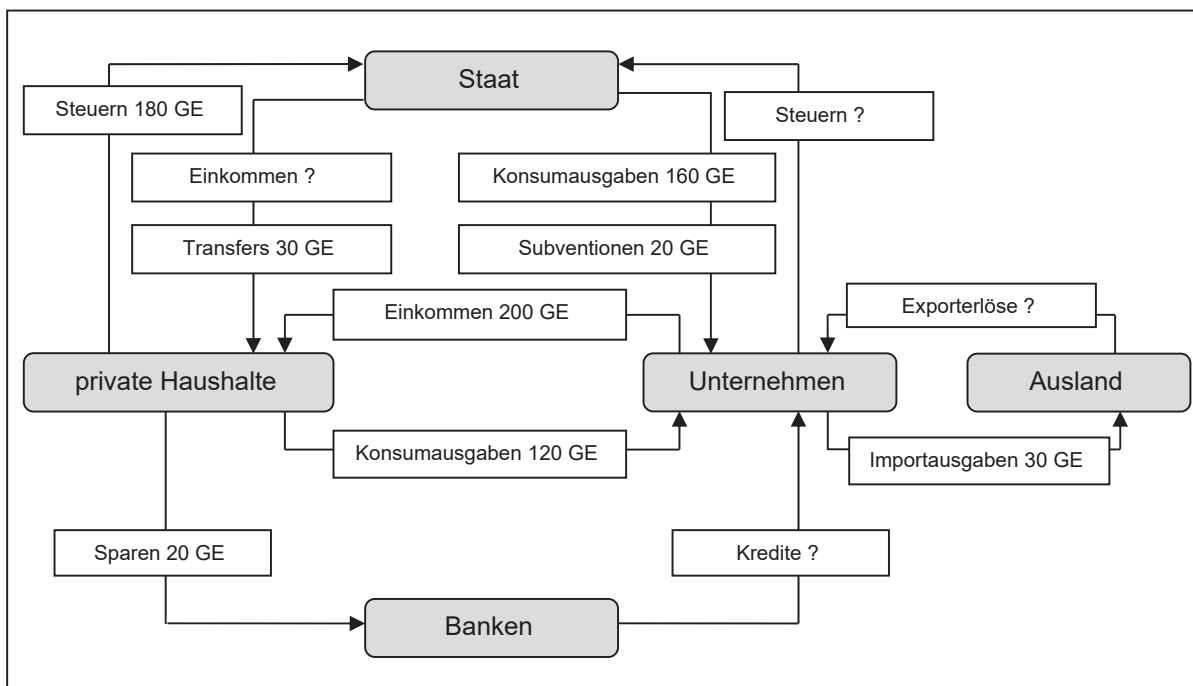 Staat
Steuern 180 GE
Steuern ?
Einkommen ?
Konsumausgaben 160 GE
Transfers 30 GE
Subventionen 20 GE
Einkommen 200 GE
Exporterlöse ?
private Haushalte
Unternehmen
Ausland
Konsumausgaben 120 GE
Importausgaben 30 GE
Sparen 20 GE
Kredite ?
Banken